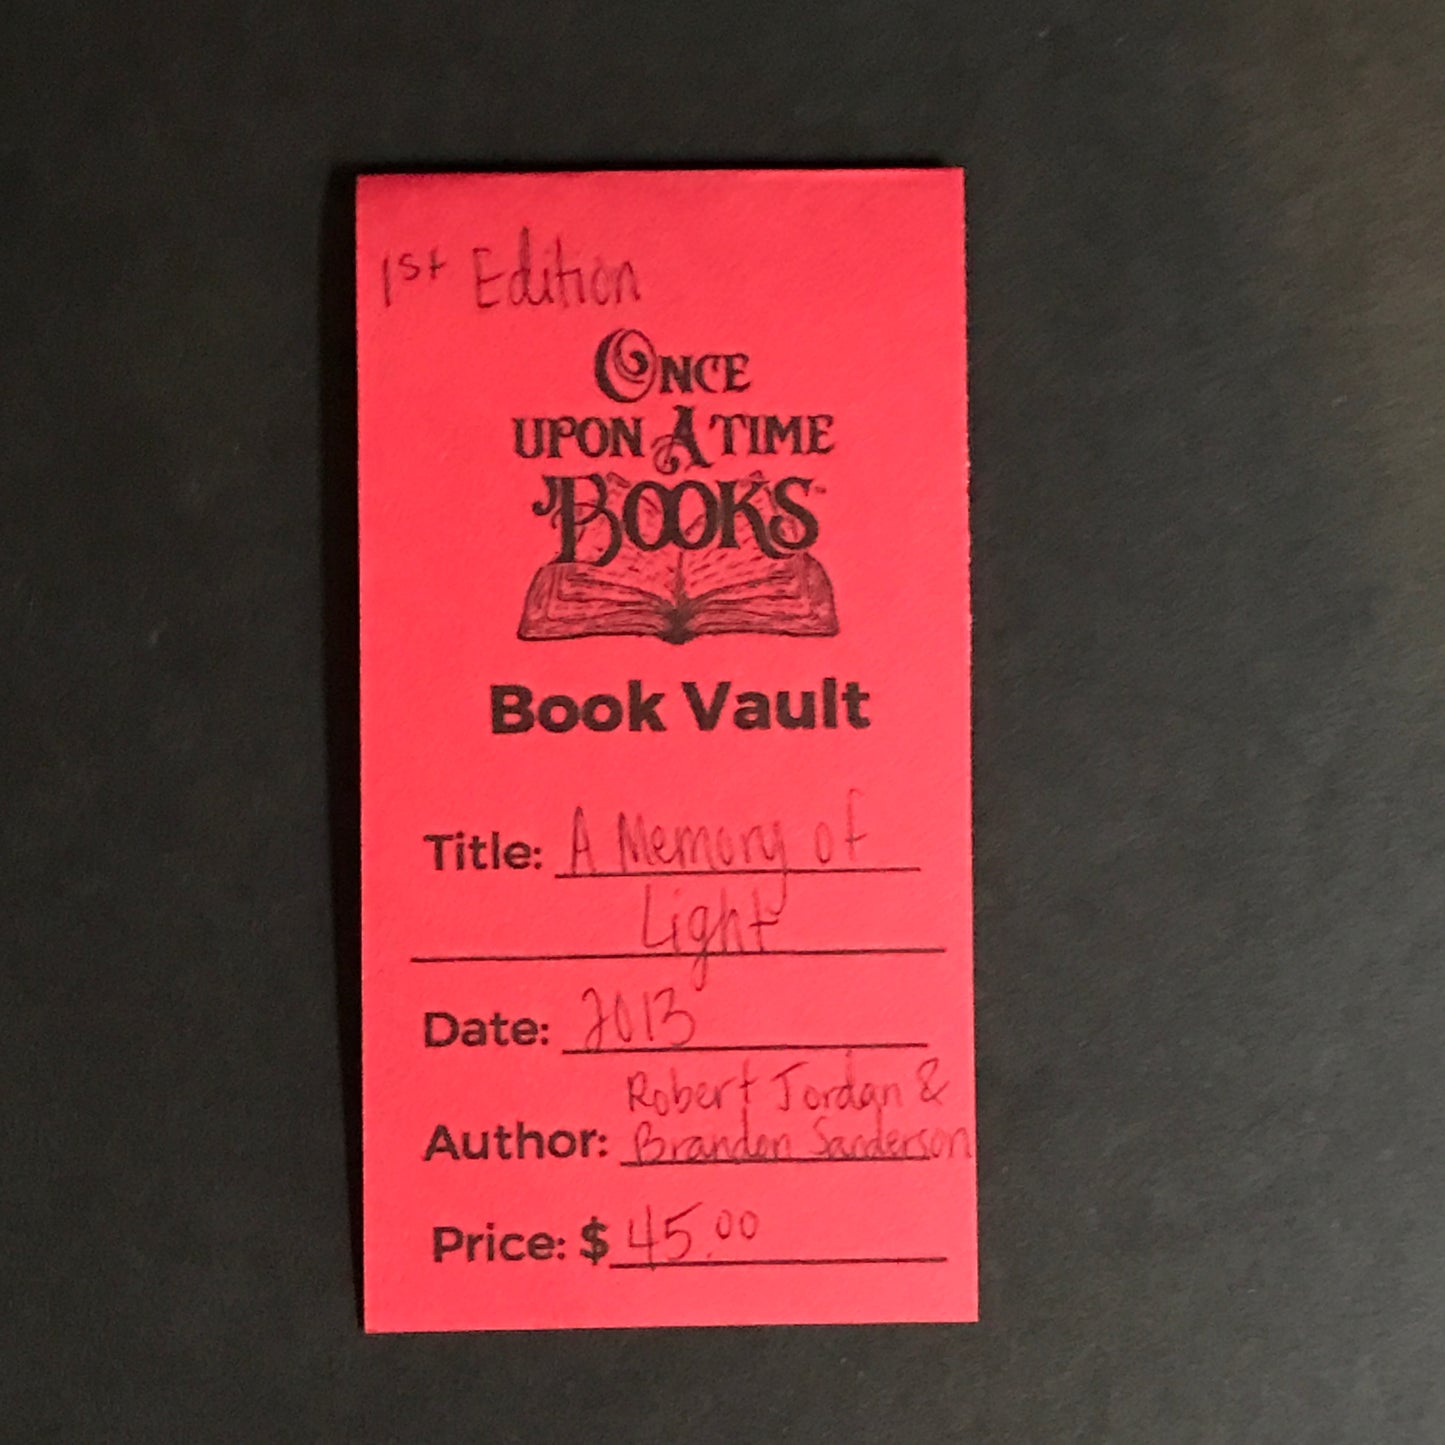 1st Edition
ONCE
UPON A TIME
BOOKS
Book Vault
Title: A Memory of
Light
Date: 2013
Robert Jordan &
Author: Brandon Sanderson
Price: $ 45.00